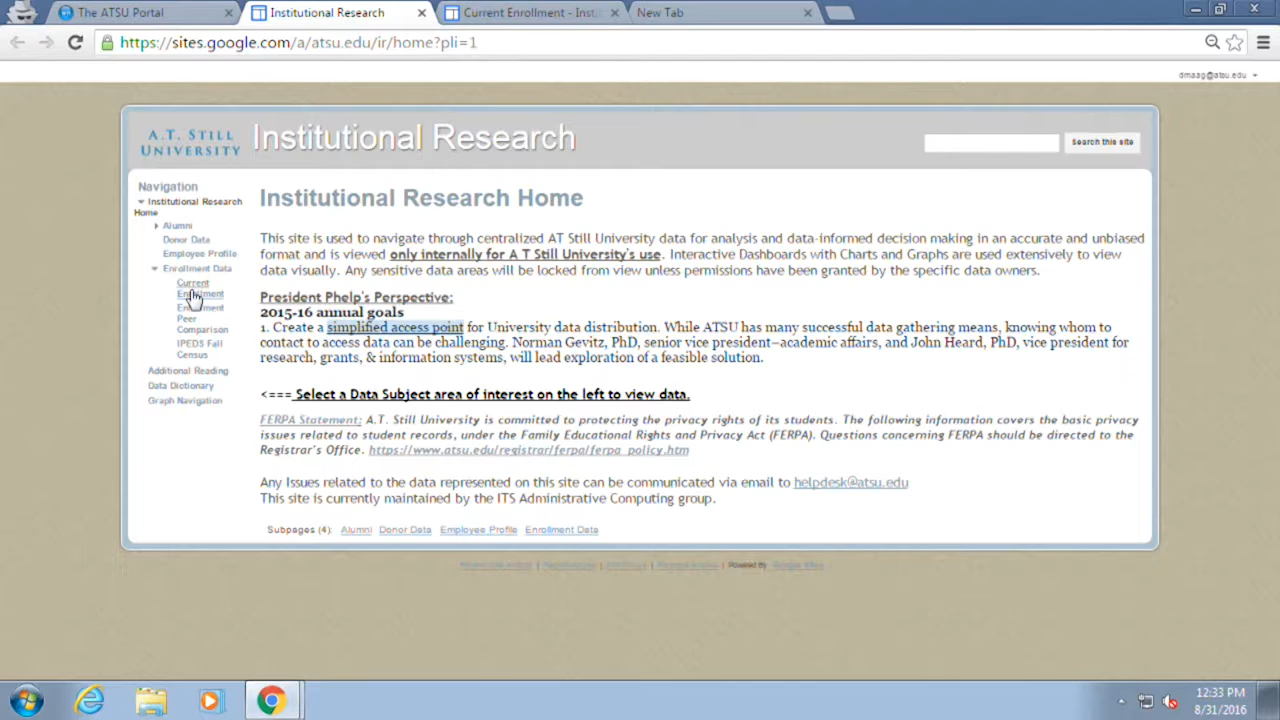 The ATSU Portal
Institutional Research
Current Enrollment - Insti
New Tab
https://sites.google.com/a/atsu.edu/ir/home?pli=1
dmaag@atsu.edu
A.T. STILL
UNIVERSITY
Institutional Research
Search this site
Navigation
Institutional Research
Home
Alumni
Donor Data
Employee Profile
Enrollment Data
Current
Enrollment
Enrollment
Peer
Comparison
IPEDS Fall
Census
Additional Reading
Data Dictionary
Graph Navigation
Institutional Research Home
This site is used to navigate through centralized AT Still University data for analysis and data-informed decision making in an accurate and unbiased
format and is viewed only internally for A T Still University's use. Interactive Dashboards with Charts and Graphs are used extensively to view
data visually. Any sensitive data areas will be locked from view unless permissions have been granted by the specific data owners.
President Phelp's Perspective:
2015-16 annual goals
1. Create a simplified access point for University data distribution. While ATSU has many successful data gathering means, knowing whom to
contact to access data can be challenging. Norman Gevitz, PhD, senior vice president–academic affairs, and John Heard, PhD, vice president for
research, grants, & information systems, will lead exploration of a feasible solution.
<=== Select a Data Subject area of interest on the left to view data.
FERPA Statement: A.T. Still University is committed to protecting the privacy rights of its students. The following information covers the basic privacy
issues related to student records, under the Family Educational Rights and Privacy Act (FERPA). Questions concerning FERPA should be directed to the
Registrar's Office. https://www.atsu.edu/registrar/ferpa/ferpa_policy.htm
Any Issues related to the data represented on this site can be communicated via email to helpdesk@atsu.edu
This site is currently maintained by the ITS Administrative Computing group.
Subpages (4): Alumni Donor Data Employee Profile Enrollment Data
Powered By Google Sites
12:33 PM
8/31/2016